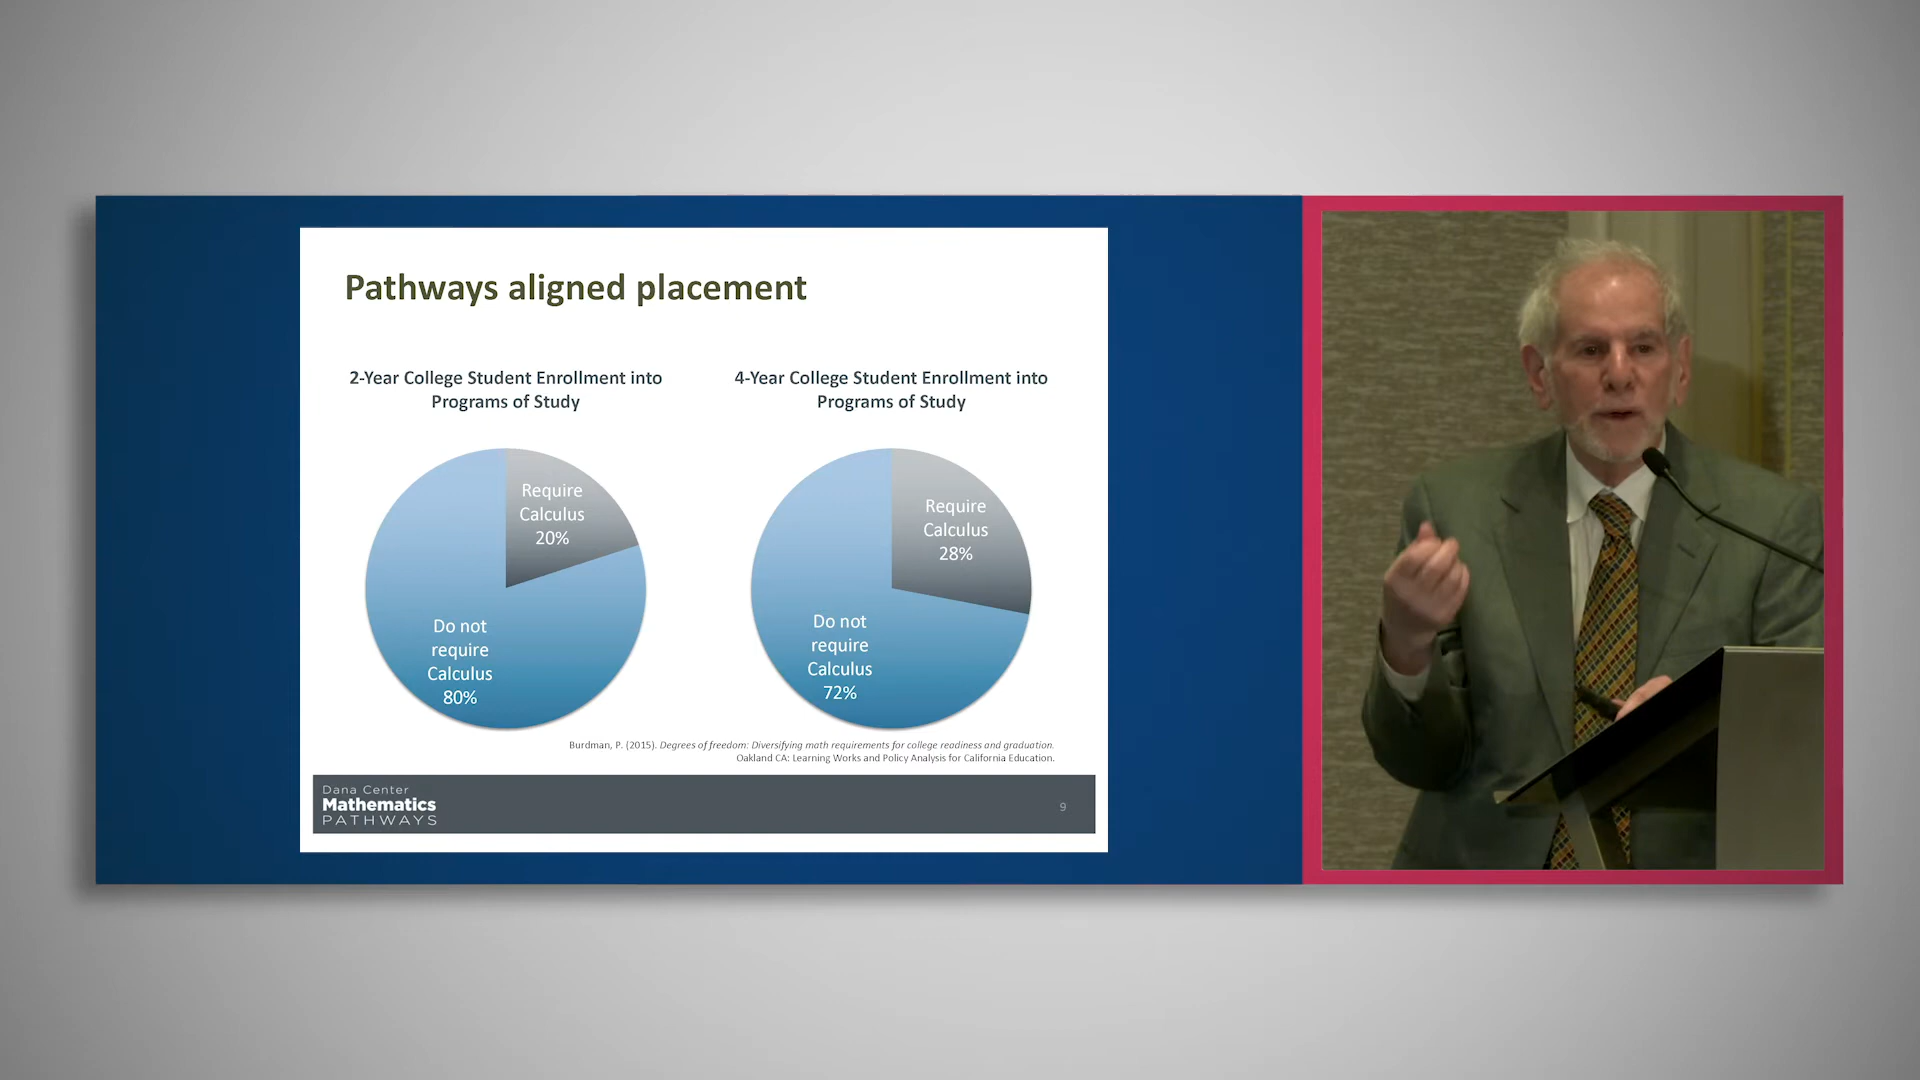 Pathways aligned placement
2-Year College Student Enrollment into
Programs of Study
Require
Calculus
20%
Do not
require
Calculus
80%
4-Year College Student Enrollment into
Programs of Study
Require
Calculus
28%
Do not
require
Calculus
72%
Burdman, P. (2015). Degrees of freedom: Diversifying math requirements for college readiness and graduation.
Oakland CA: Learning Works and Policy Analysis for California Education.
Dana Center
Mathematics
PATHWAYS
9